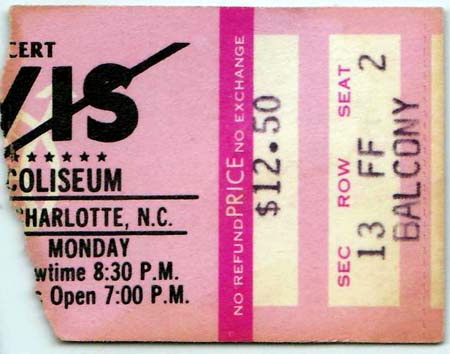 CERT
VIS
COLISEUM
CHARLOTTE, N.C.
MONDAY
wtime 8:30 P.M.
s Open 7:00 P.M.
NO REFUND PRICE NO EXCHANGE
$12.50
SEC ROW SEAT
13 FF 2
BALCONY